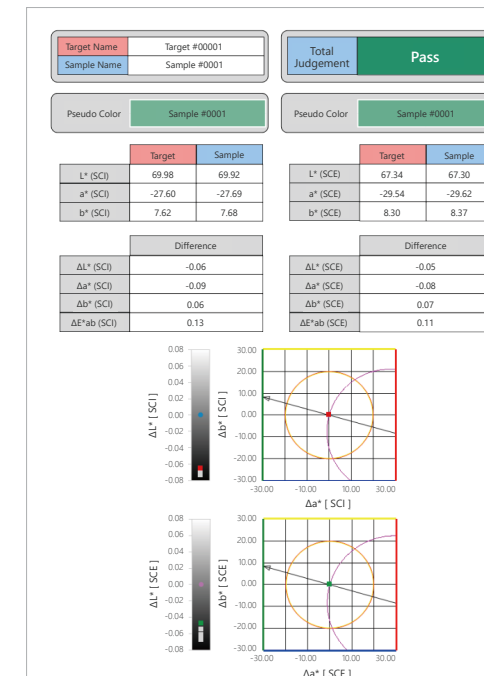 Target Name Target #00001
Sample Name Sample #0001
Total Judgement Pass
Pseudo Color Sample #0001
Pseudo Color Sample #0001
Target Sample
L* (SCI) 69.98 69.92
a* (SCI) -27.60 -27.69
b* (SCI) 7.62 7.68
Target Sample
L* (SCE) 67.34 67.30
a* (SCE) -29.54 -29.62
b* (SCE) 8.30 8.37
Difference
ΔL* (SCI) -0.06
Δa* (SCI) -0.09
Δb* (SCI) 0.06
ΔE*ab (SCI) 0.13
Difference
ΔL* (SCE) -0.05
Δa* (SCE) -0.08
Δb* (SCE) 0.07
ΔE*ab (SCE) 0.11
ΔL* [ SCI ]
0.08
0.06
0.04
0.02
0.00
-0.02
-0.04
-0.06
-0.08
Δb* [ SCI ]
30.00
20.00
10.00
0.00
-10.00
-20.00
-30.00
-30.00 -10.00 10.00 30.00
Δa* [ SCI ]
ΔL* [ SCE ]
0.08
0.06
0.04
0.02
0.00
-0.02
-0.04
-0.06
-0.08
Δb* [ SCE ]
30.00
20.00
10.00
0.00
-10.00
-20.00
-30.00
-30.00 -10.00 10.00 30.00
Δa* [ SCE ]